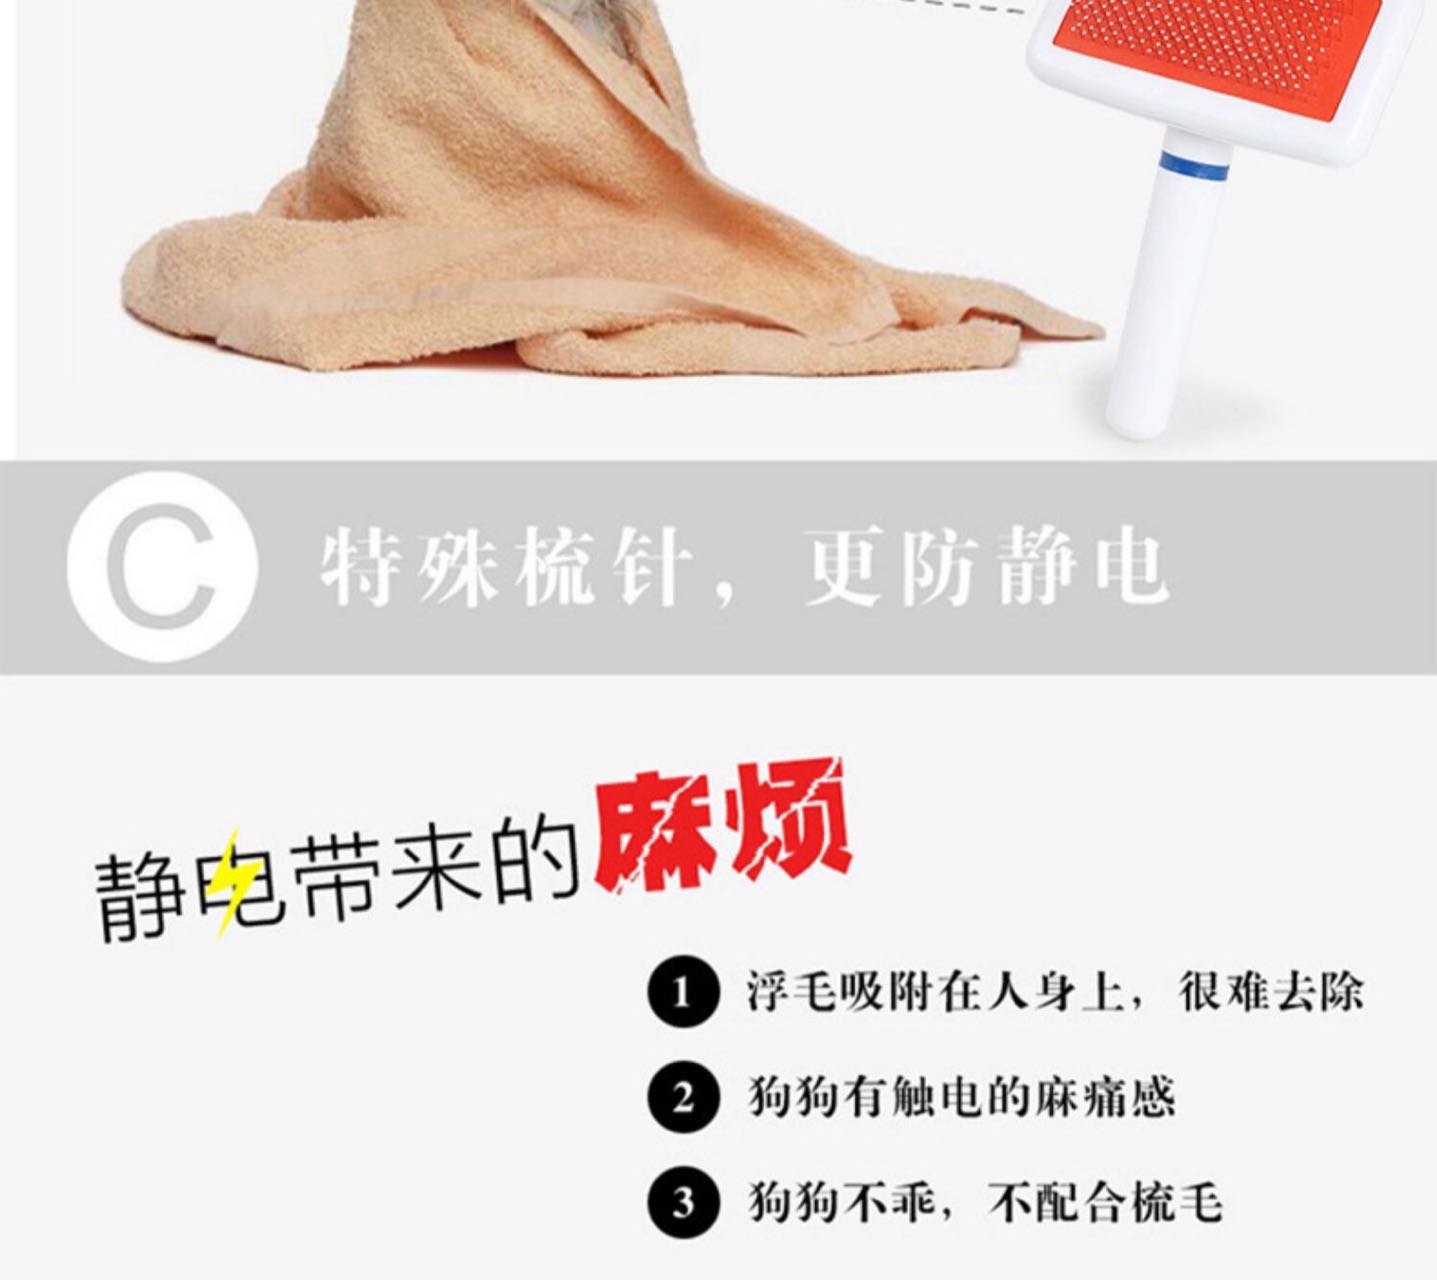 C 特殊梳针，更防静电
静电带来的麻烦
1 浮毛吸附在人身上，很难去除
2 狗狗有触电的麻痛感
3 狗狗不乖，不配合梳毛